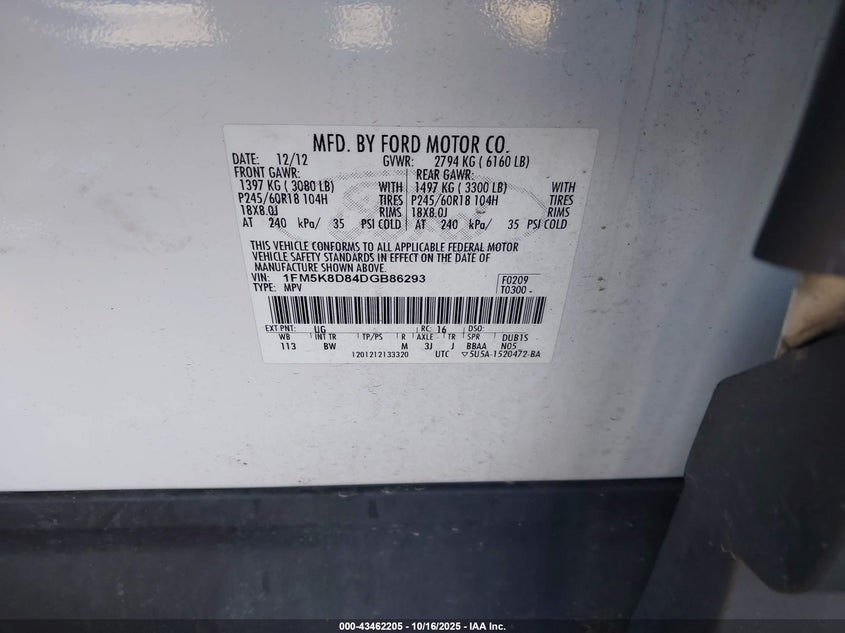 MFD. BY FORD MOTOR CO.
DATE: 12/12 GVWR: 2794 KG ( 6160 LB)
FRONT GAWR: REAR GAWR:
1397 KG ( 3080 LB) WITH 1497 KG ( 3300 LB) WITH
P245/60R18 104H TIRES P245/60R18 104H TIRES
18X8.0J RIMS 18X8.0J RIMS
AT 240 kPa/ 35 PSI COLD AT 240 kPa/ 35 PSI COLD
THIS VEHICLE CONFORMS TO ALL APPLICABLE FEDERAL MOTOR
VEHICLE SAFETY STANDARDS IN EFFECT ON THE DATE OF
MANUFACTURE SHOWN ABOVE.
VIN: 1FM5K8D84DGB86293 F0209
TYPE: MPV T0300 -
EXT PNT: UG RC: 16 DSO:
WB INT TR TP/PS R AXLE TR SPR DUB1S
113 BW M 3J J BBAA N05
1201212133320 UTC ▽5U5A-1520472-BA
000-43462205 - 10/16/2025 - IAA Inc.